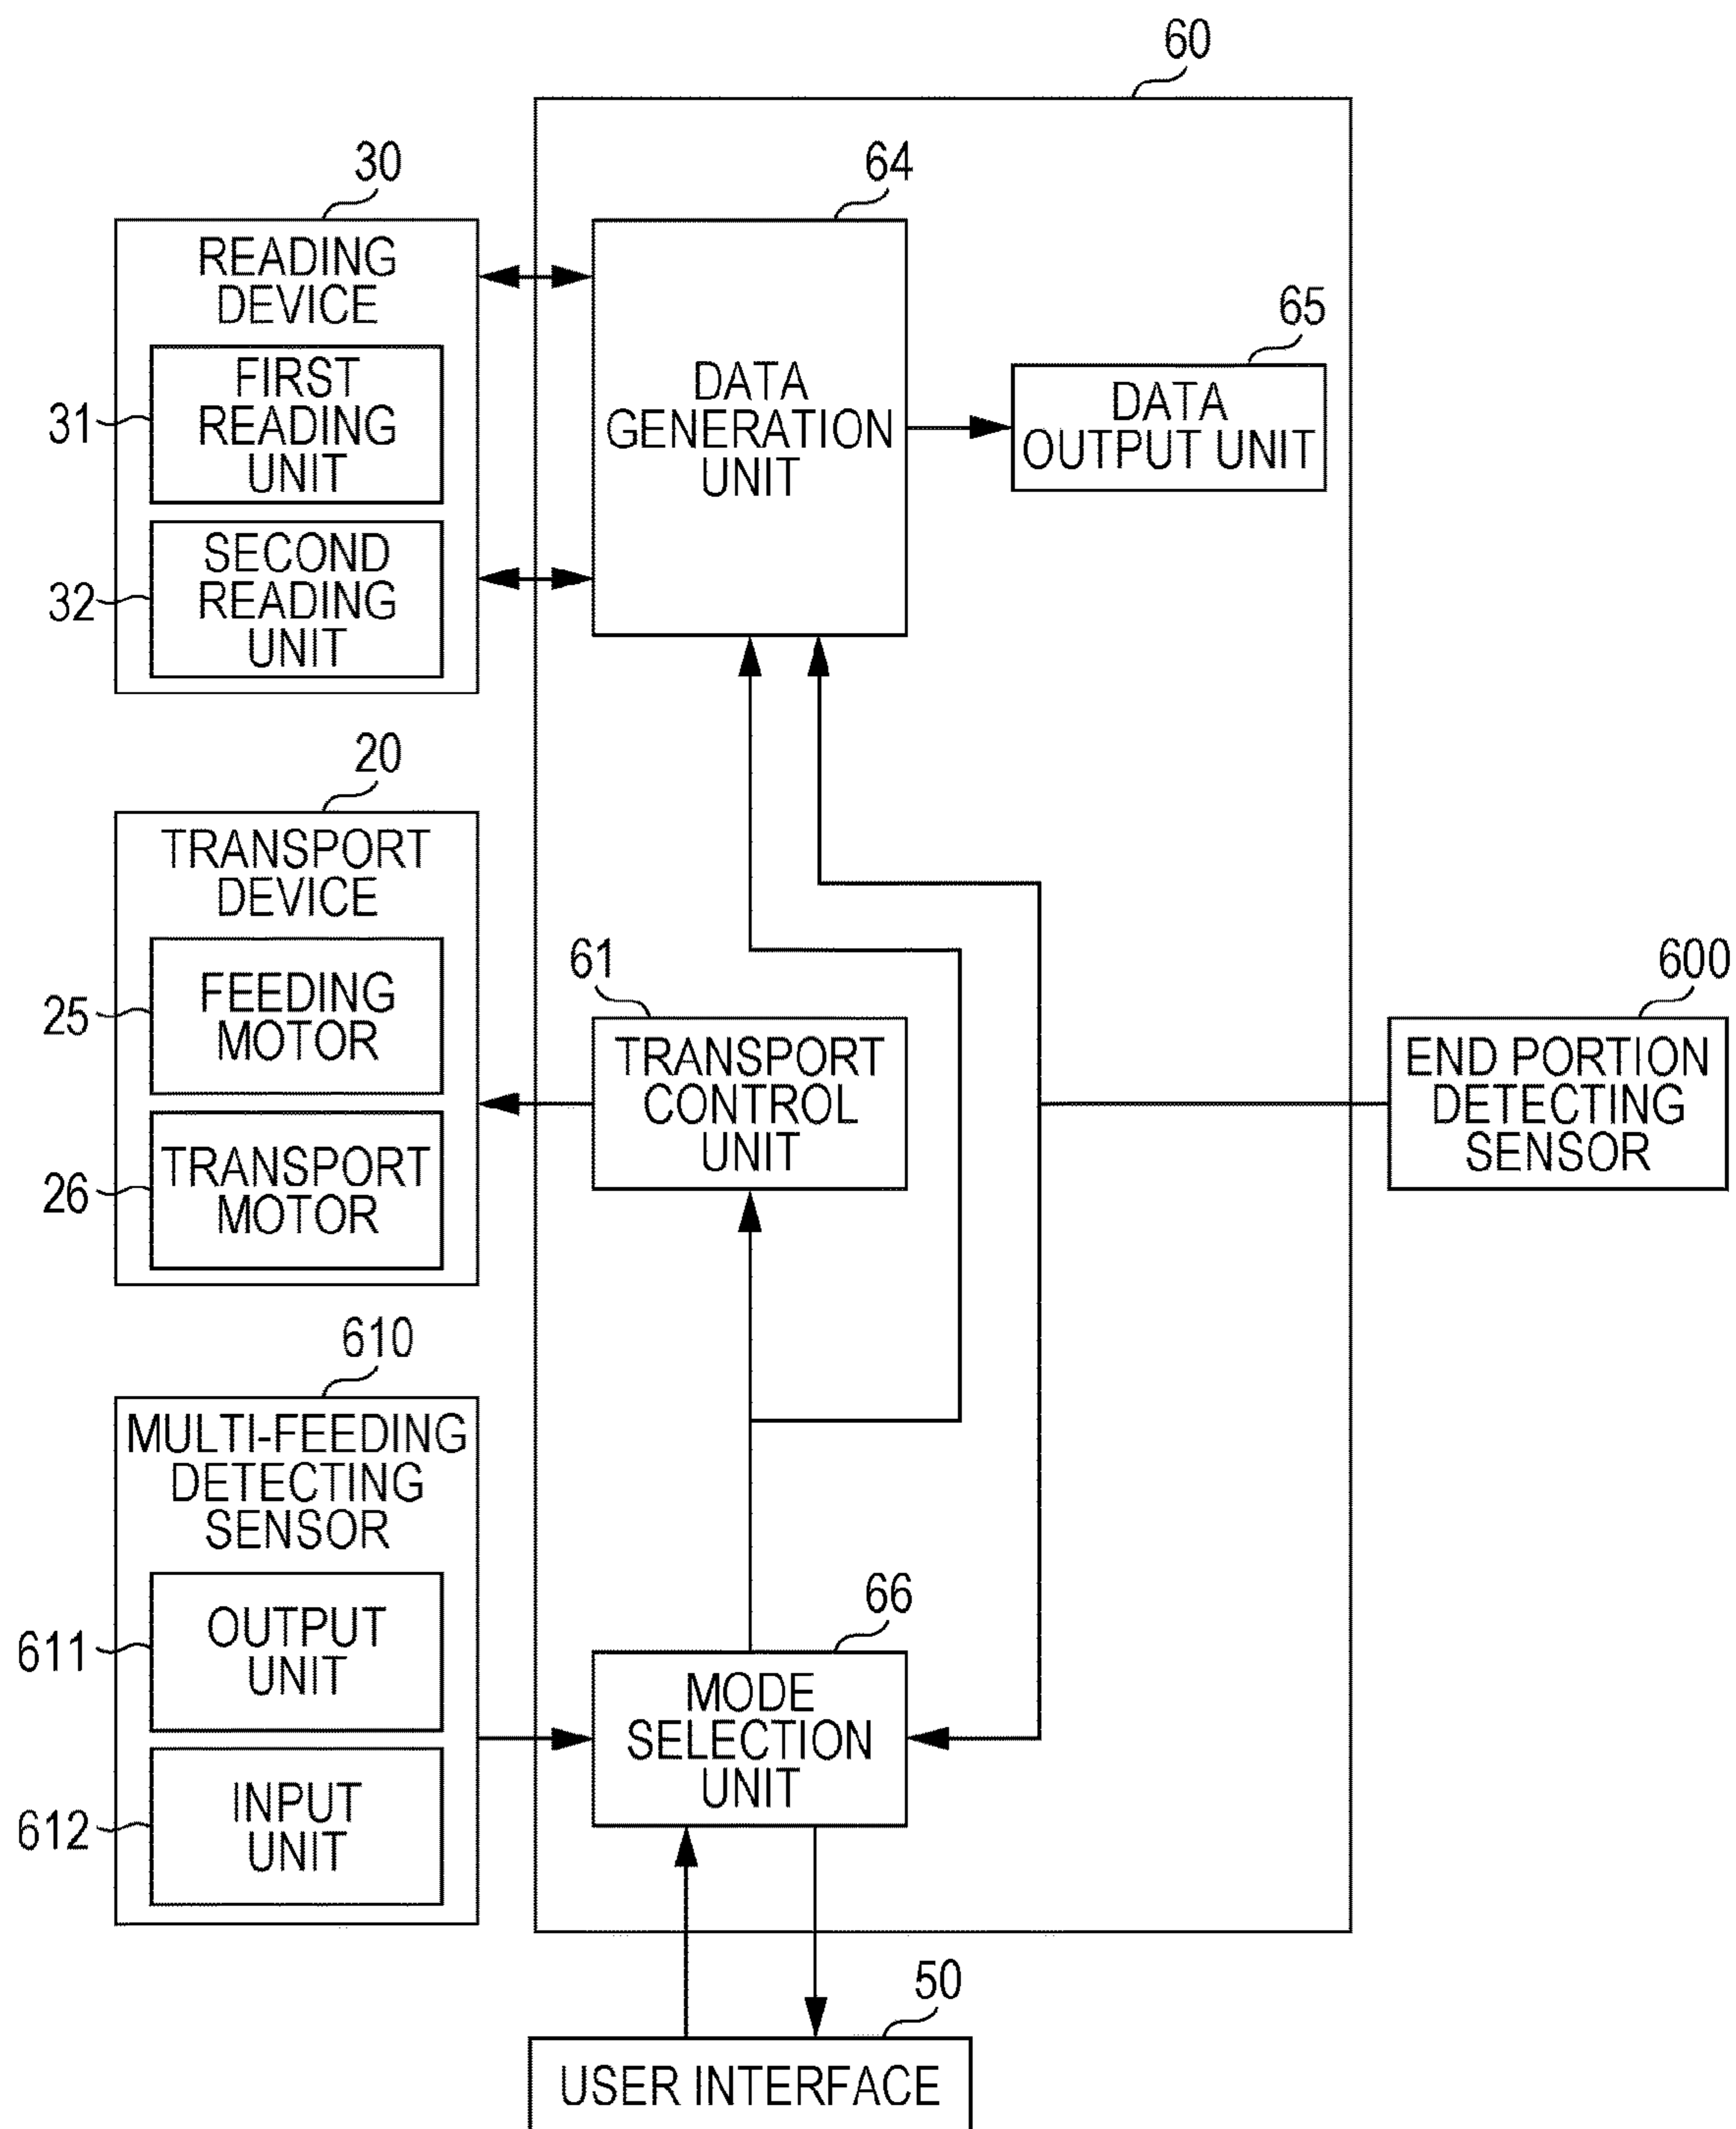 60
30
64
READING
DEVICE
65
FIRST
READING
UNIT
31
DATA
GENERATION
UNIT
DATA
OUTPUT UNIT
SECOND
READING
UNIT
32
20
TRANSPORT
DEVICE
61
600
FEEDING
MOTOR
25
TRANSPORT
CONTROL
UNIT
END PORTION
DETECTING
SENSOR
TRANSPORT
MOTOR
26
610
MULTI-FEEDING
DETECTING
SENSOR
66
OUTPUT
UNIT
611
MODE
SELECTION
UNIT
INPUT
UNIT
612
50
USER INTERFACE